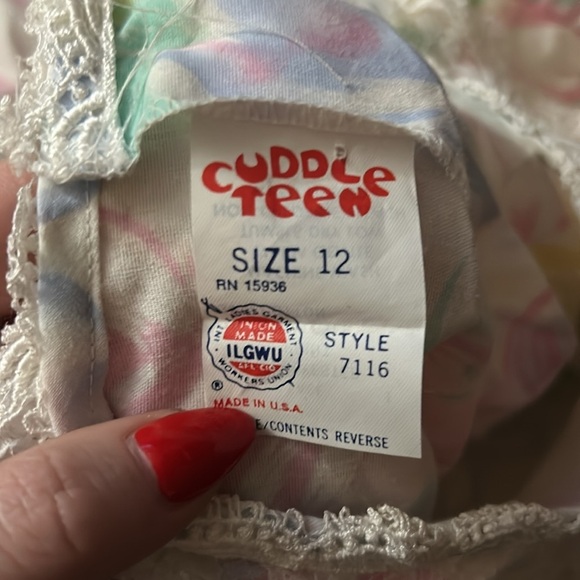 CUDDLE
TEEN
SIZE 12
RN 15936
INT. LADIES GARMENT
WORKERS UNION
UNION
MADE
ILGWU
AFL CIO
®
STYLE
7116
MADE IN U.S.A.
/CONTENTS REVERSE